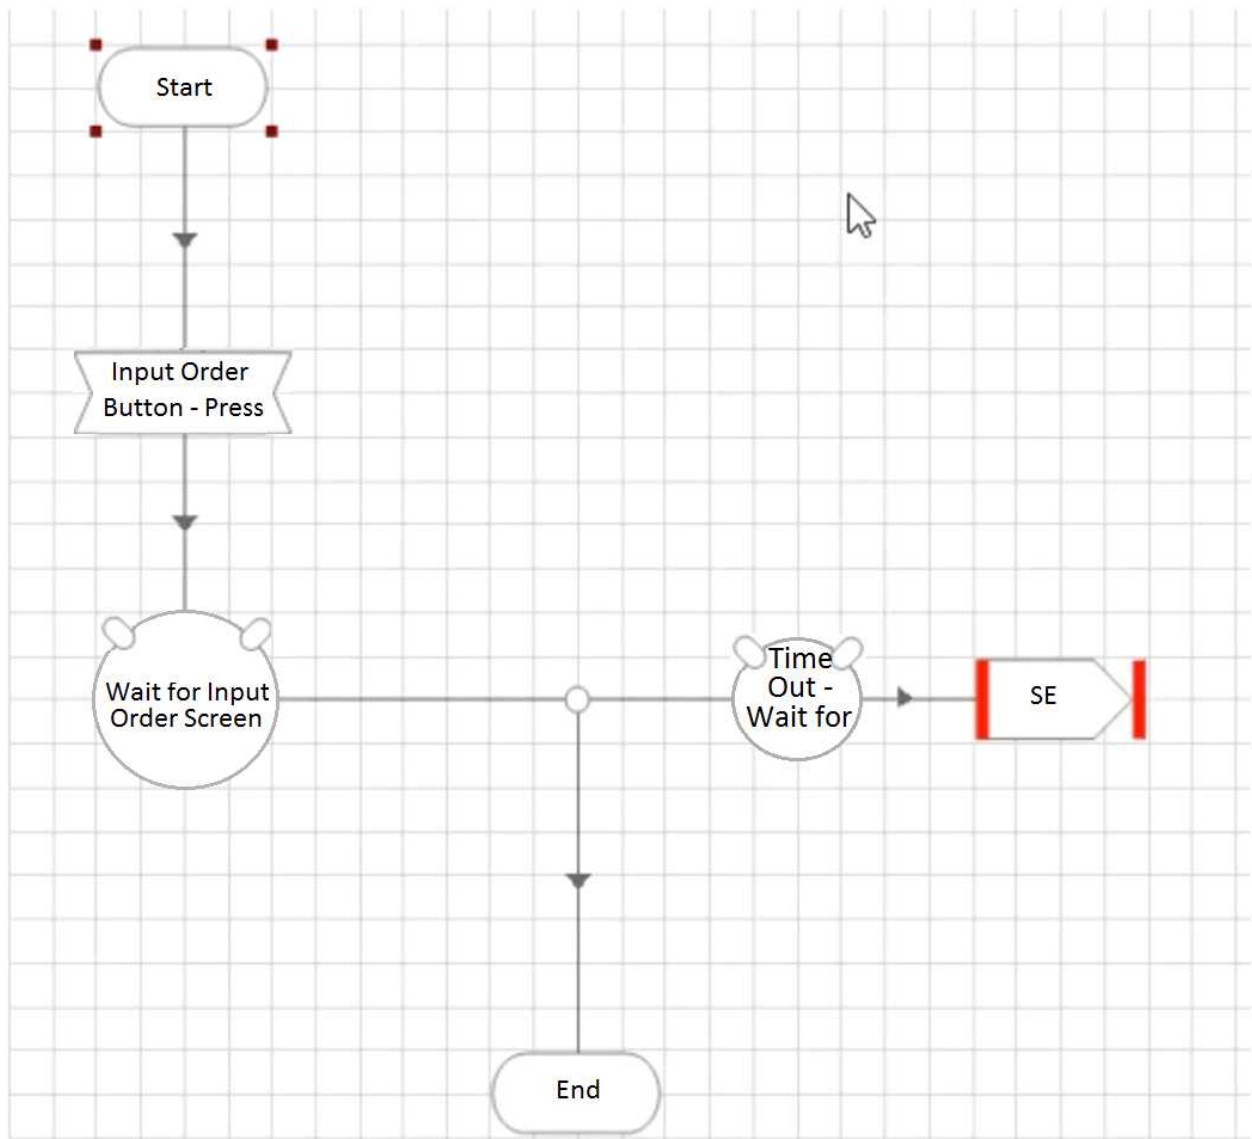 Start
Input Order
Button - Press
Wait for Input
Order Screen
Time
Out -
Wait for
SE
End